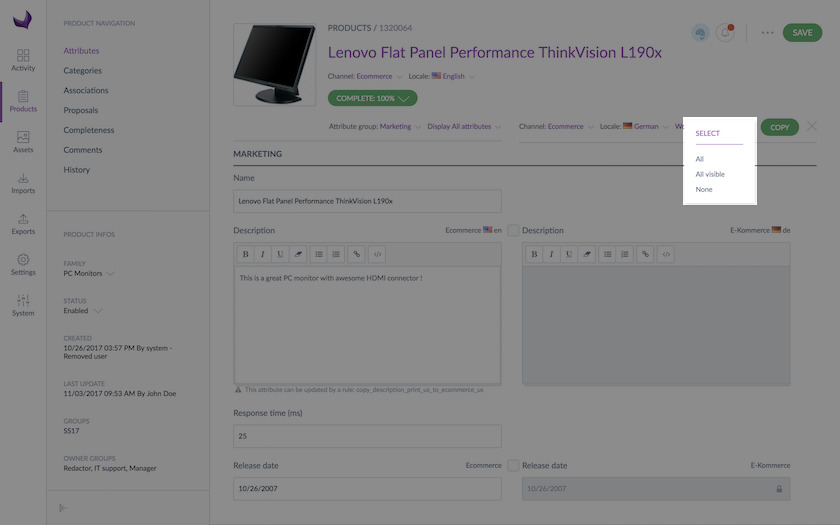 Activity
Products
Assets
Imports
Exports
Settings
System
PRODUCT NAVIGATION
Attributes
Categories
Associations
Proposals
Completeness
Comments
History
PRODUCT INFOS
FAMILY
PC Monitors
STATUS
Enabled
CREATED
10/26/2017 03:57 PM By system -
Removed user
LAST UPDATE
11/03/2017 09:53 AM By John Doe
GROUPS
SS17
OWNER GROUPS
Redactor, IT support, Manager
PRODUCTS / 1320064
Lenovo Flat Panel Performance ThinkVision L190x
Channel: Ecommerce Locale: English
COMPLETE: 100%
SAVE
Attribute group: Marketing Display All attributes
Channel: Ecommerce Locale: German
COPY
SELECT
All
All visible
None
MARKETING
Name
Lenovo Flat Panel Performance ThinkVision L190x
Description Ecommerce en
Description E-Kommerce de
B I U
B I U
This is a great PC monitor with awesome HDMI connector !
This attribute can be updated by a rule: copy_description_print_us_to_ecommerce_us
Response time (ms)
25
Release date Ecommerce
Release date E-Kommerce
10/26/2007
10/26/2007